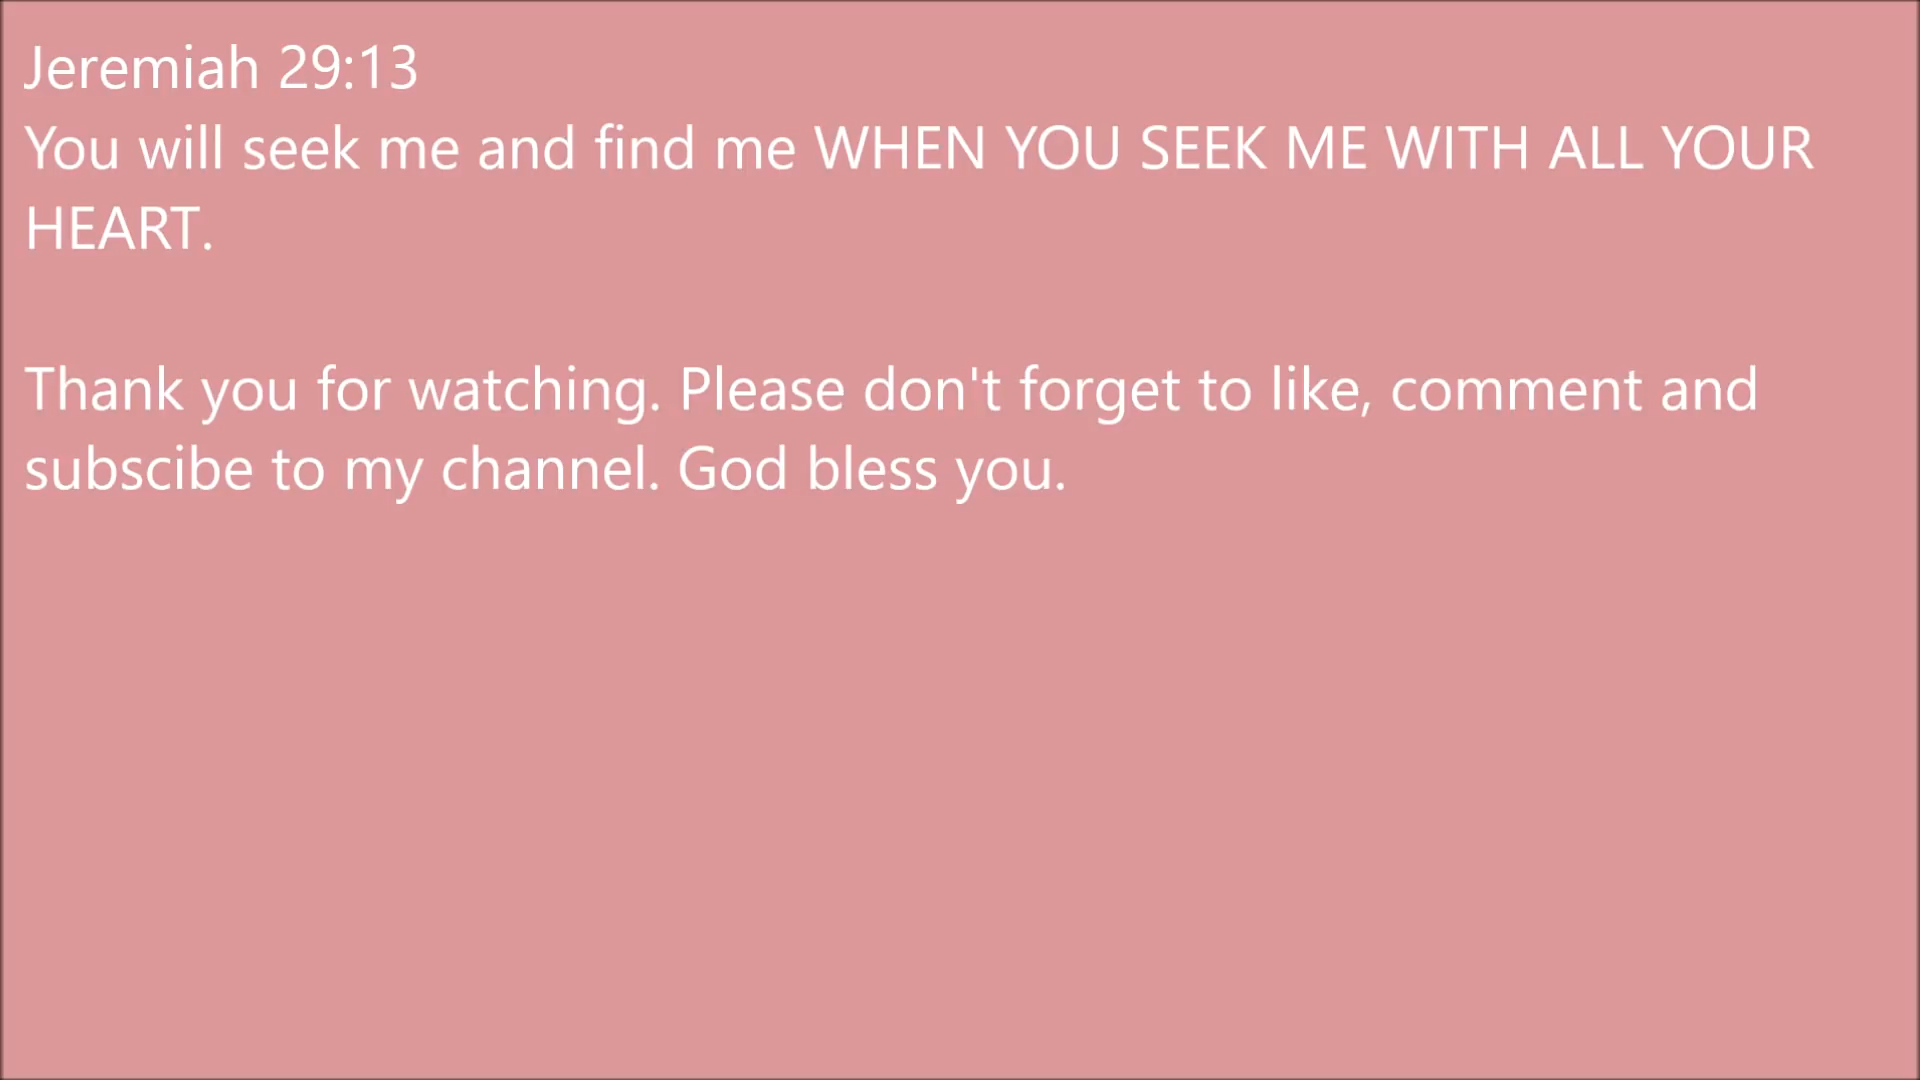 Jeremiah 29:13
You will seek me and find me WHEN YOU SEEK ME WITH ALL YOUR
HEART.
Thank you for watching. Please don't forget to like, comment and
subscibe to my channel. God bless you.